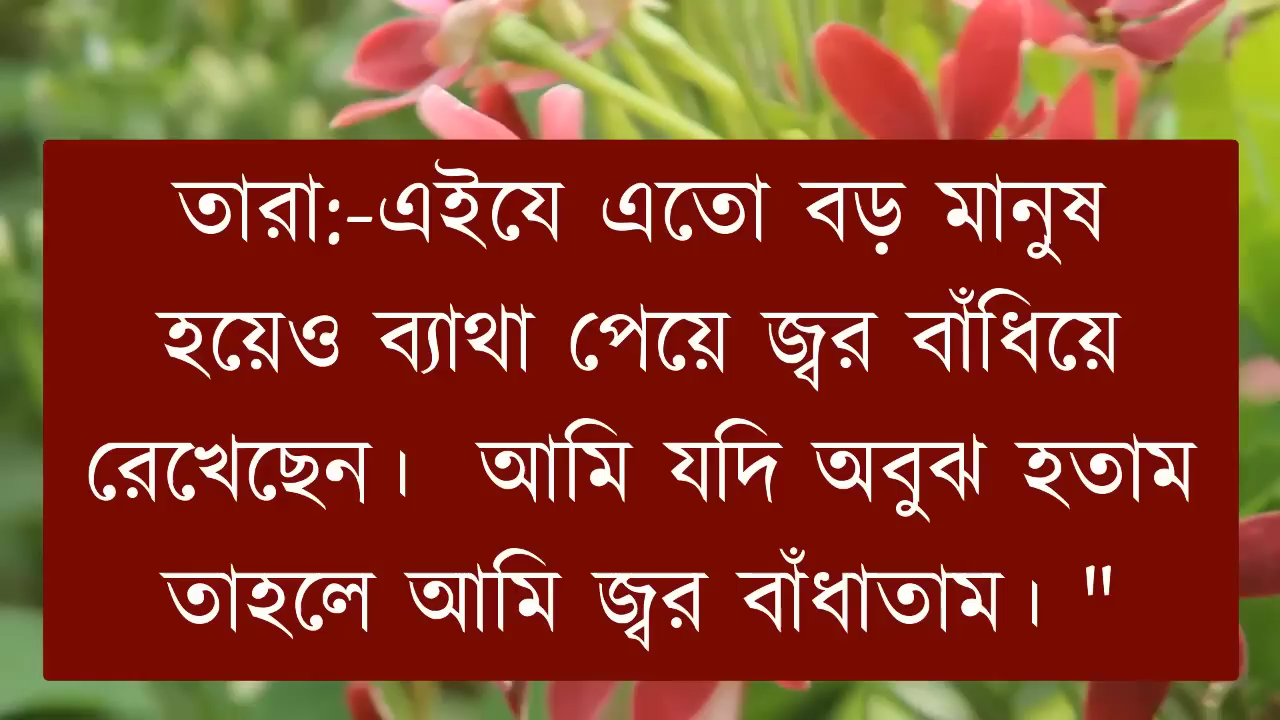 তারা:-এইযে এতো বড় মানুষ
হয়েও ব্যাথা পেয়ে জ্বর বাঁধিয়ে
রেখেছেন। আমি যদি অবুঝ হতাম
তাহলে আমি জ্বর বাঁধাতাম। "